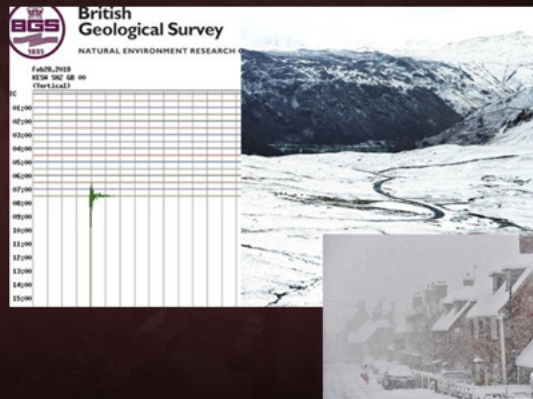 British
Geological Survey
NATURAL ENVIRONMENT RESEARCH
BGS
1835
Feb28,2018
KESW SHZ GB 00
(Vertical)
01:00
02:00
03:00
04:00
05:00
06:00
07:00
08:00
09:00
10:00
11:00
12:00
13:00
14:00
15:00